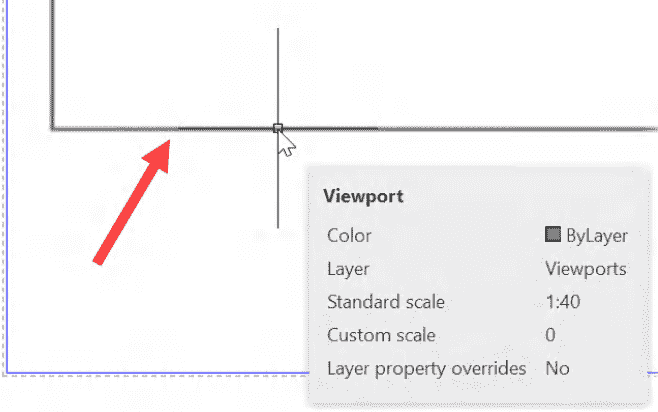 Viewport
Color ByLayer
Layer Viewports
Standard scale 1:40
Custom scale 0
Layer property overrides No